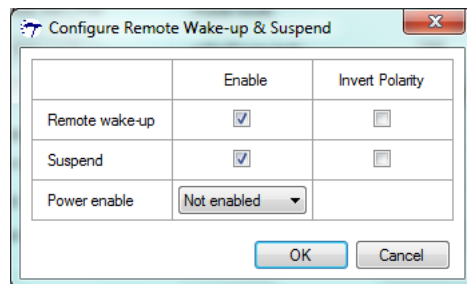 Configure Remote Wake-up & Suspend
Enable Invert Polarity
Remote wake-up
Suspend
Power enable Not enabled
OK Cancel